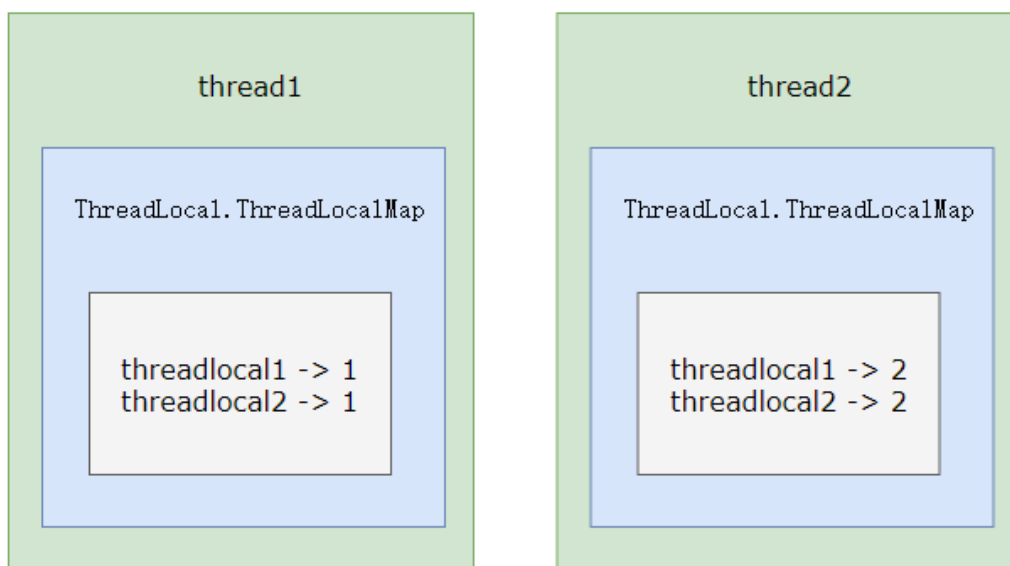 thread1
ThreadLocal.ThreadLocalMap
threadlocal1 -> 1
threadlocal2 -> 1
thread2
ThreadLocal.ThreadLocalMap
threadlocal1 -> 2
threadlocal2 -> 2